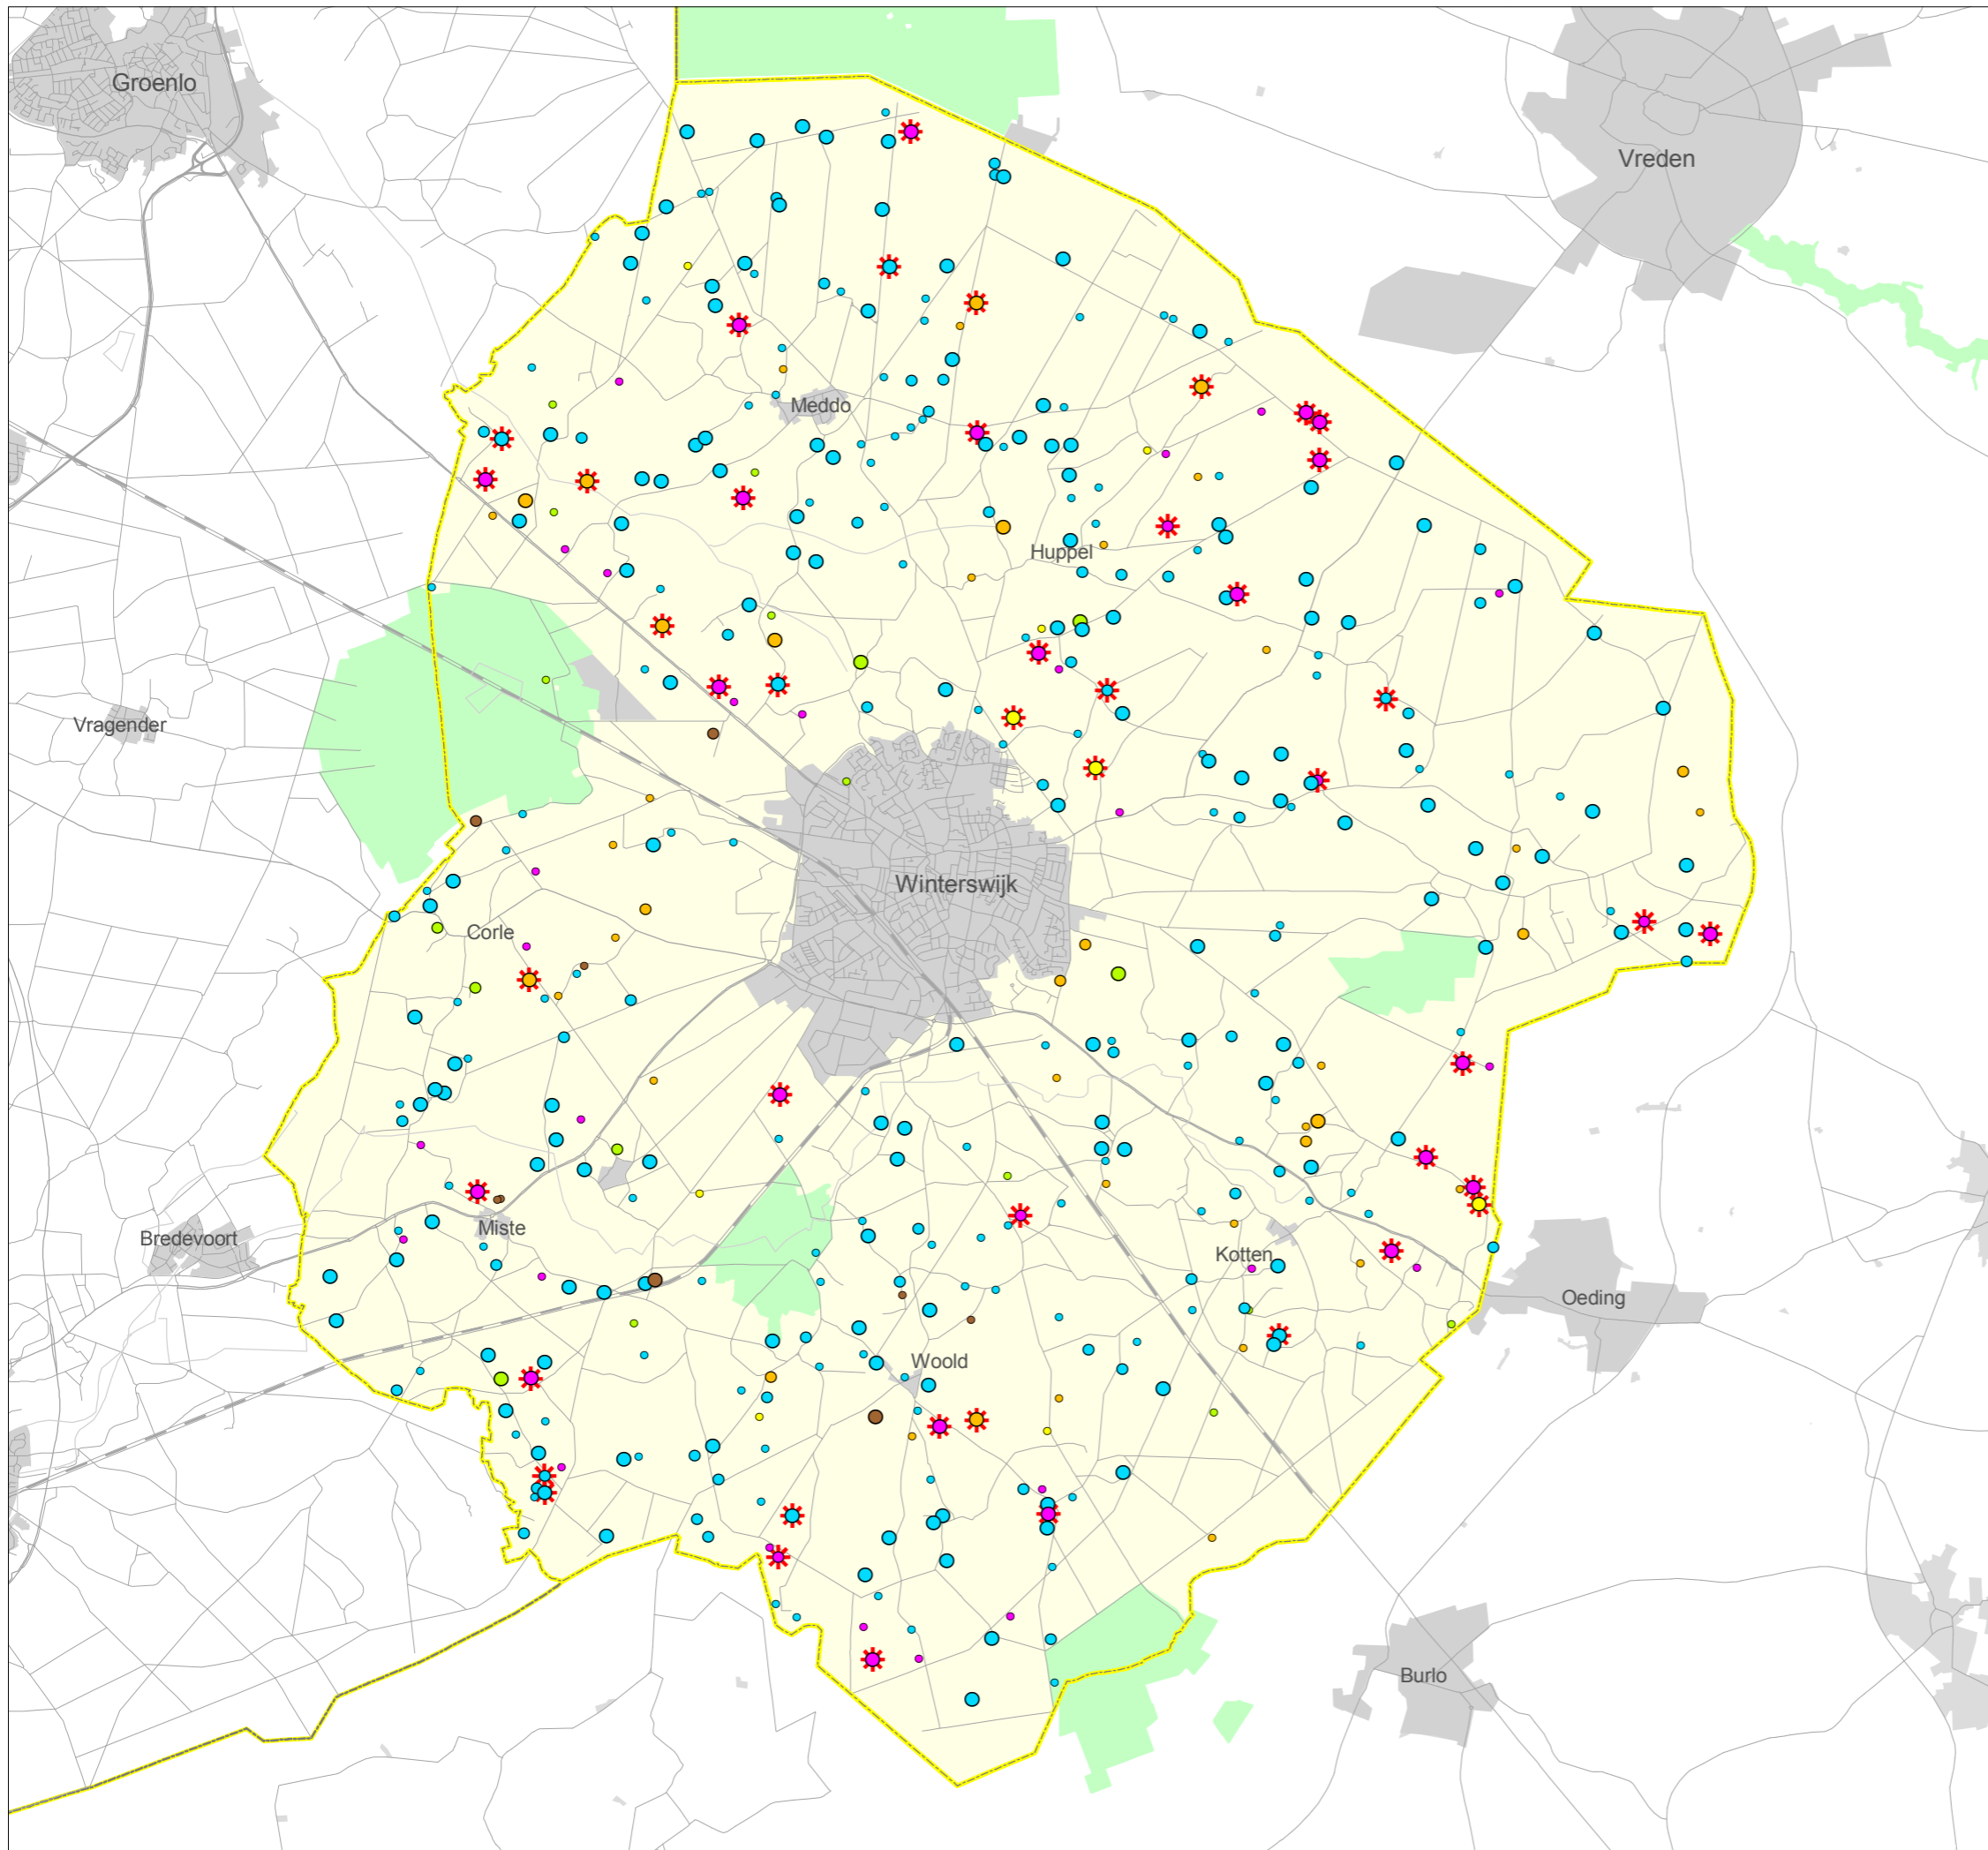 Groenlo
Vreden
Meddo
Huppel
Vragender
Winterswijk
Corle
Miste
Bredevoort
Kotten
Oeding
Woold
Burlo